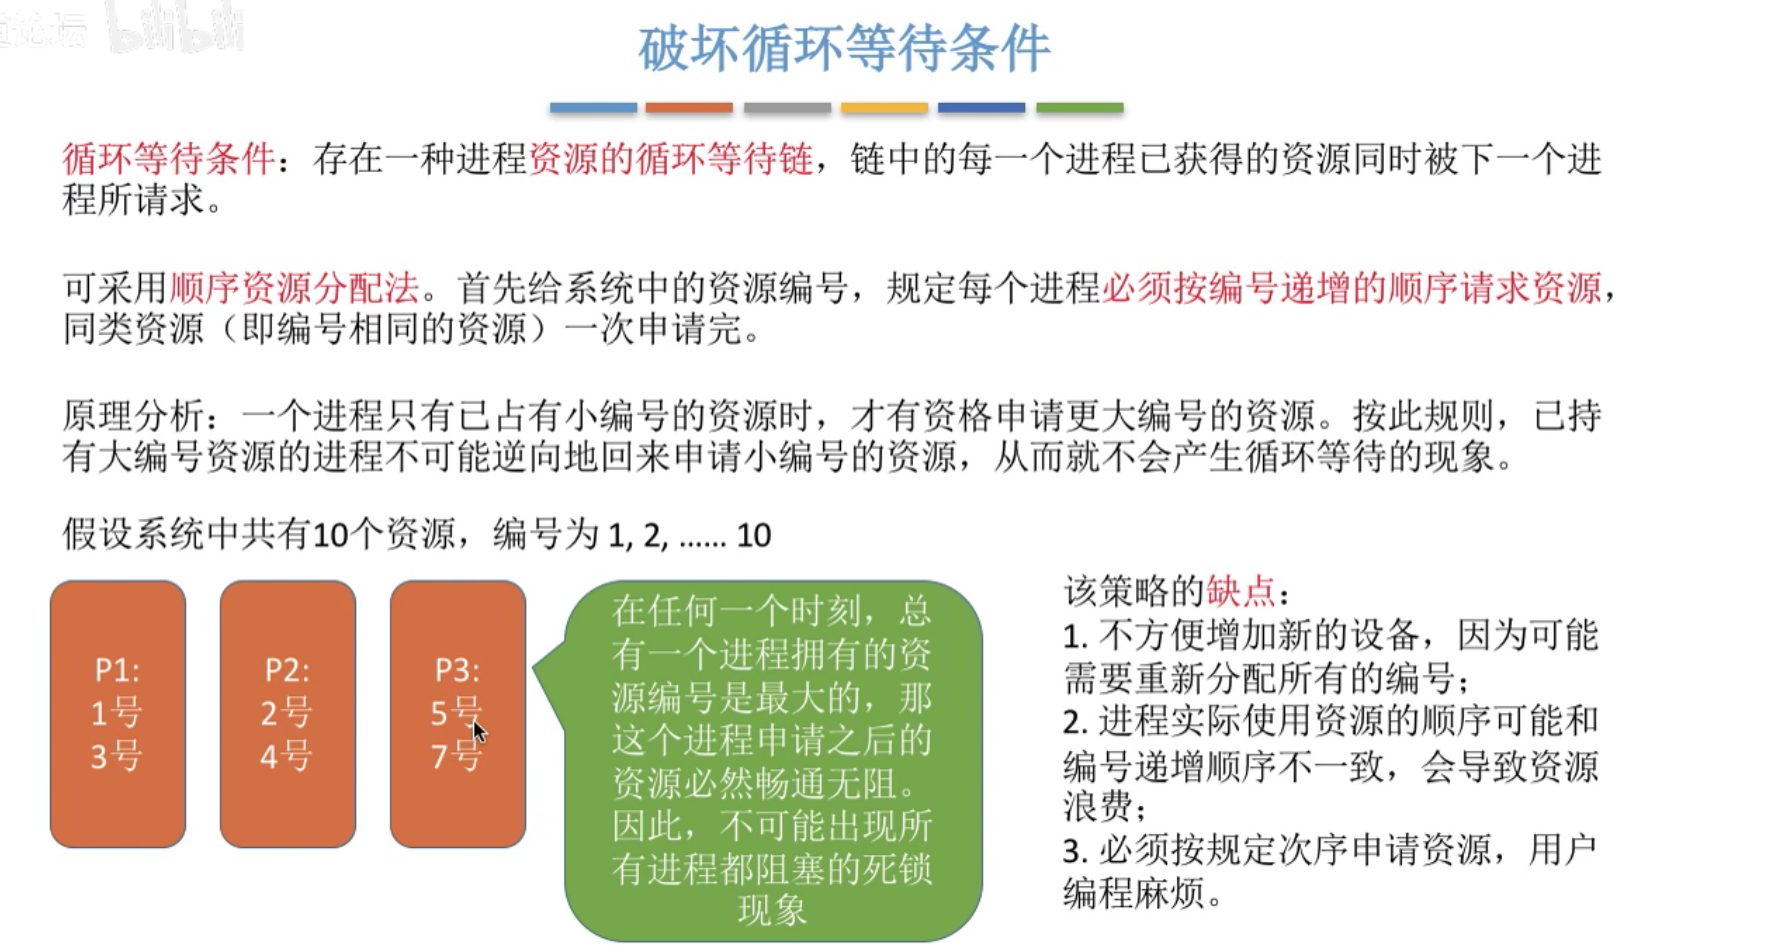 论坛 bilibili
破坏循环等待条件
循环等待条件：存在一种进程资源的循环等待链，链中的每一个进程已获得的资源同时被下一个进
程所请求。
可采用顺序资源分配法。首先给系统中的资源编号，规定每个进程必须按编号递增的顺序请求资源，
同类资源（即编号相同的资源）一次申请完。
原理分析：一个进程只有已占有小编号的资源时，才有资格申请更大编号的资源。按此规则，已持
有大编号资源的进程不可能逆向地回来申请小编号的资源，从而就不会产生循环等待的现象。
假设系统中共有10个资源，编号为 1, 2, ...... 10
P1:
1号
3号
P2:
2号
4号
P3:
5号
7号
在任何一个时刻，总
有一个进程拥有的资
源编号是最大的，那
这个进程申请之后的
资源必然畅通无阻。
因此，不可能出现所
有进程都阻塞的死锁
现象
该策略的缺点：
1. 不方便增加新的设备，因为可能
需要重新分配所有的编号；
2. 进程实际使用资源的顺序可能和
编号递增顺序不一致，会导致资源
浪费；
3. 必须按规定次序申请资源，用户
编程麻烦。